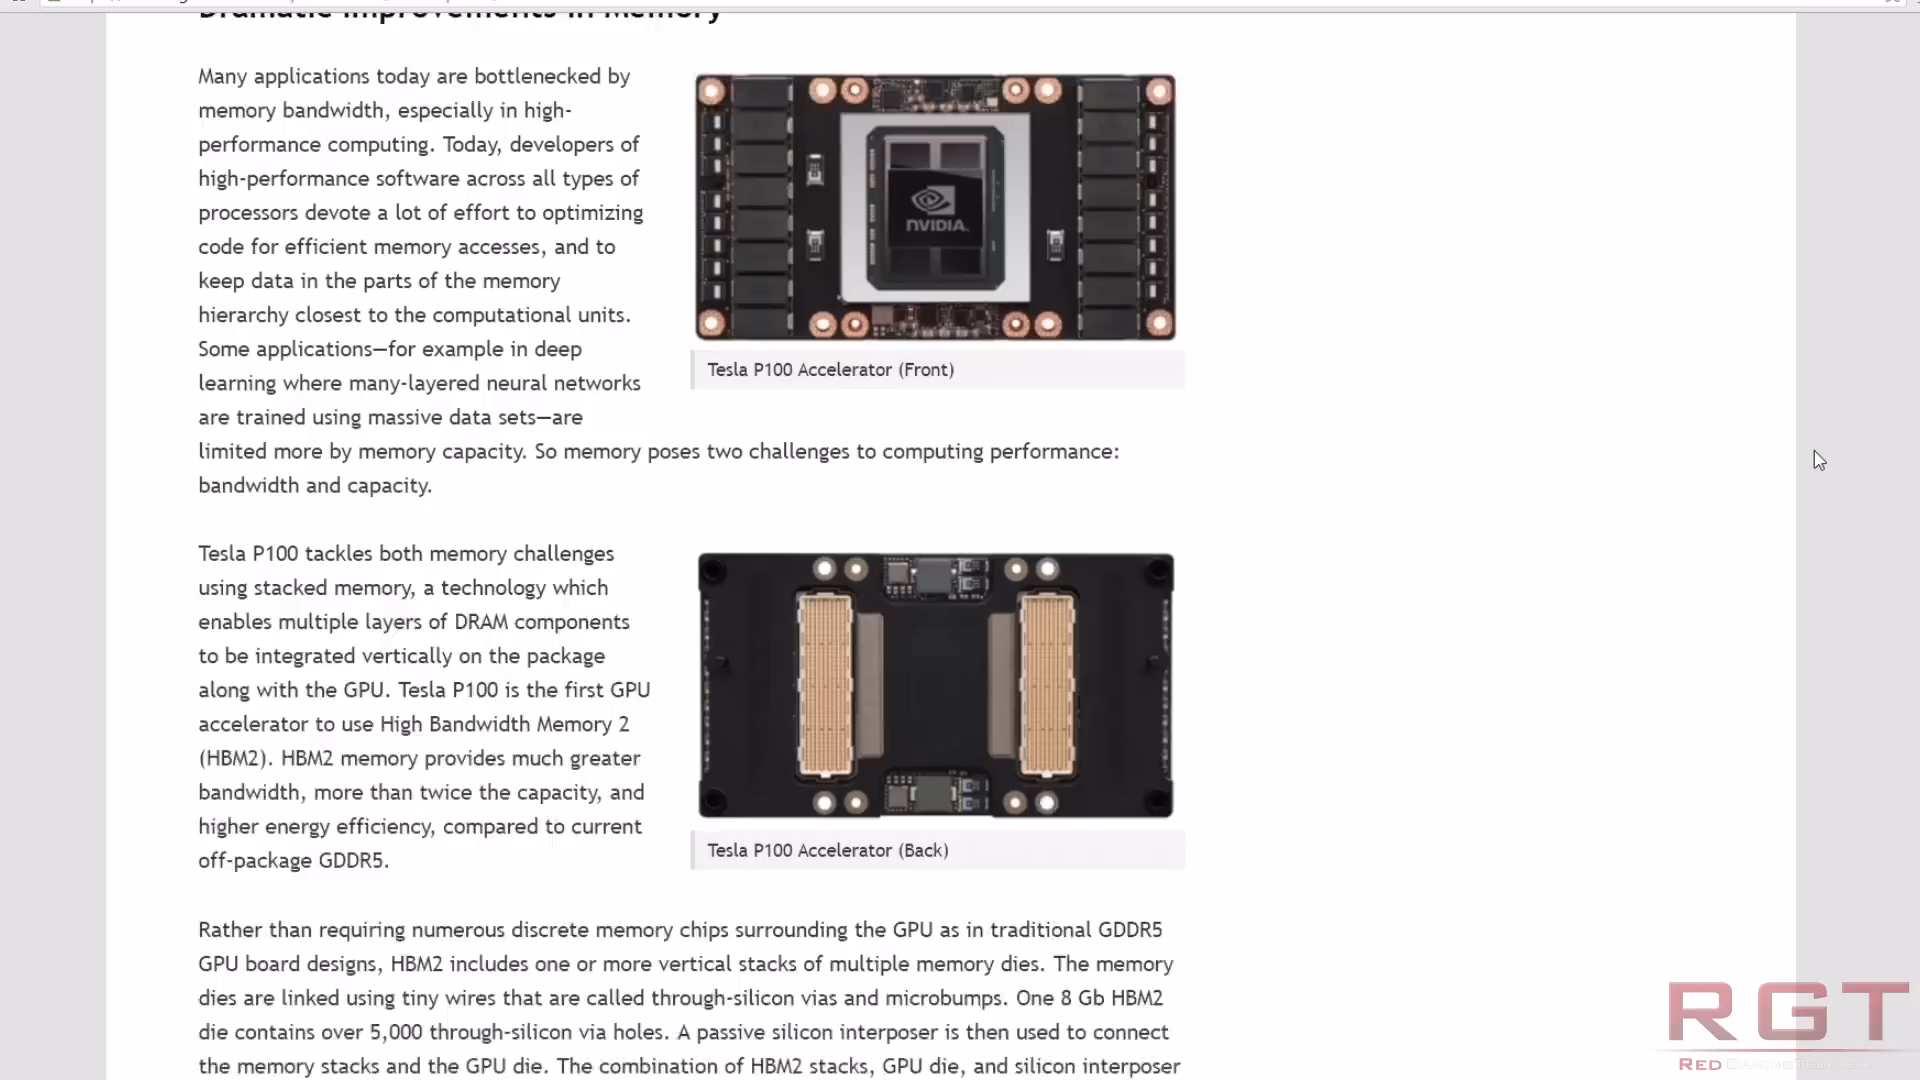 Dramatic Improvements in Memory
Many applications today are bottlenecked by
memory bandwidth, especially in high-
performance computing. Today, developers of
high-performance software across all types of
processors devote a lot of effort to optimizing
code for efficient memory accesses, and to
keep data in the parts of the memory
hierarchy closest to the computational units.
Some applications—for example in deep
learning where many-layered neural networks
are trained using massive data sets—are
limited more by memory capacity. So memory poses two challenges to computing performance:
bandwidth and capacity.
NVIDIA.
Tesla P100 Accelerator (Front)
Tesla P100 tackles both memory challenges
using stacked memory, a technology which
enables multiple layers of DRAM components
to be integrated vertically on the package
along with the GPU. Tesla P100 is the first GPU
accelerator to use High Bandwidth Memory 2
(HBM2). HBM2 memory provides much greater
bandwidth, more than twice the capacity, and
higher energy efficiency, compared to current
off-package GDDR5.
Tesla P100 Accelerator (Back)
Rather than requiring numerous discrete memory chips surrounding the GPU as in traditional GDDR5
GPU board designs, HBM2 includes one or more vertical stacks of multiple memory dies. The memory
dies are linked using tiny wires that are called through-silicon vias and microbumps. One 8 Gb HBM2
die contains over 5,000 through-silicon via holes. A passive silicon interposer is then used to connect
the memory stacks and the GPU die. The combination of HBM2 stacks, GPU die, and silicon interposer
RGT
RED